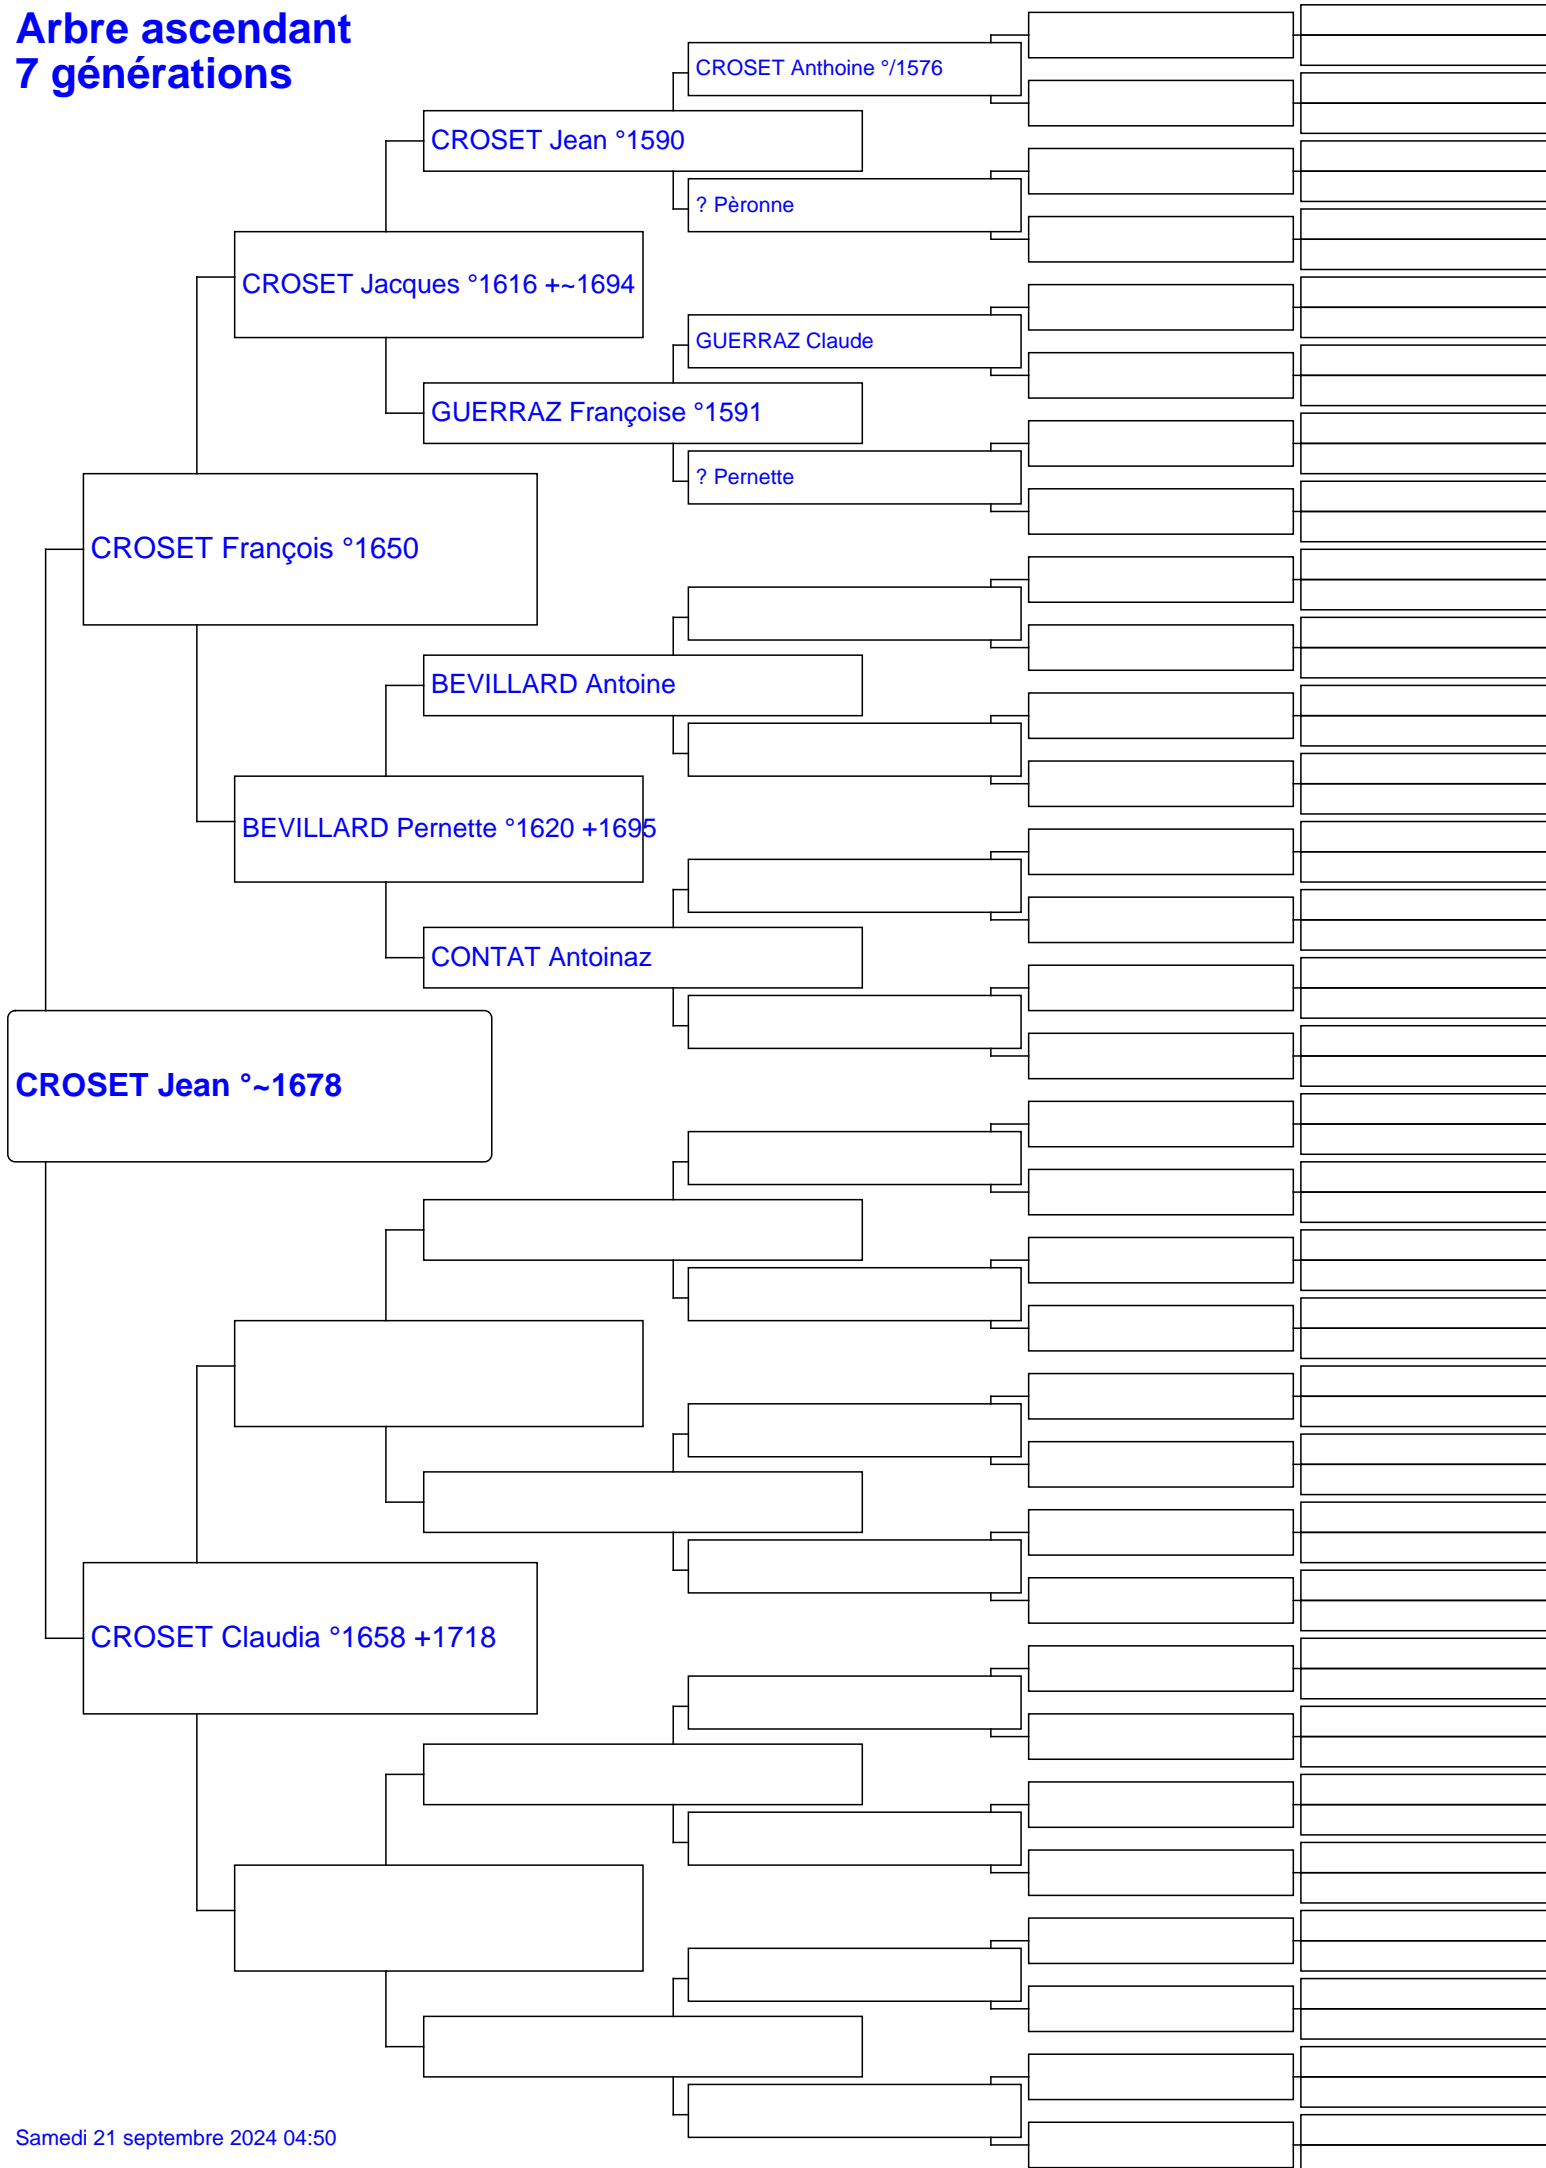 Arbre ascendant
7 générations
CROSET Anthoine °/1576
CROSET Jean °1590
? Pèronne
CROSET Jacques °1616 +~1694
GUERRAZ Claude
GUERRAZ Françoise °1591
? Pernette
CROSET François °1650
BEVILLARD Antoine
BEVILLARD Pernette °1620 +1695
CONTAT Antoinaz
CROSET Jean °~1678
CROSET Claudia °1658 +1718
Samedi 21 septembre 2024 04:50